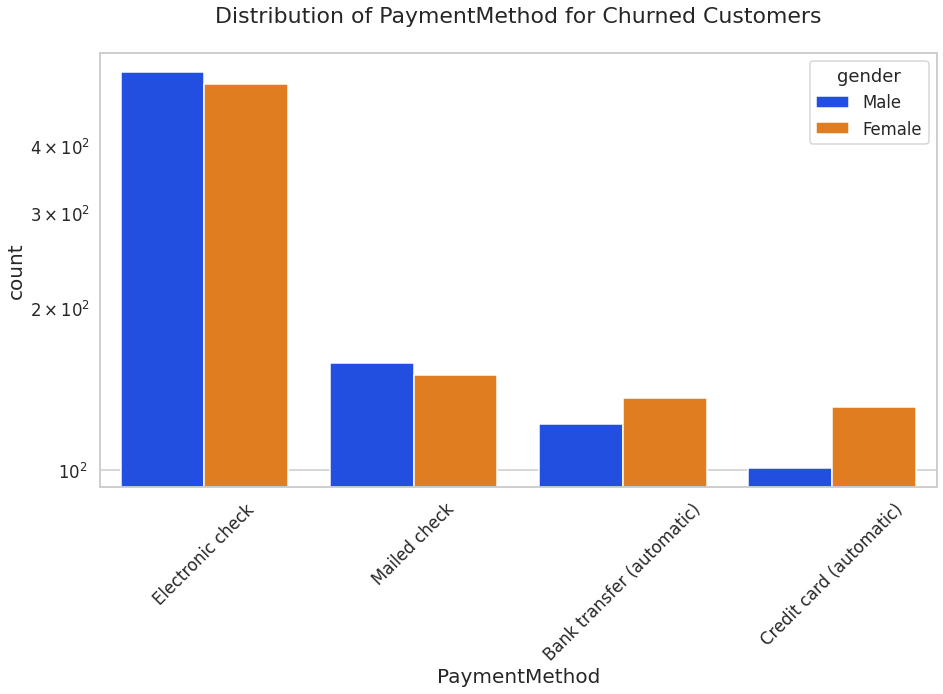 Distribution of PaymentMethod for Churned Customers
gender
Male
Female
count
4 × 10²
3 × 10²
2 × 10²
10²
Electronic check
Mailed check
Bank transfer (automatic)
Credit card (automatic)
PaymentMethod